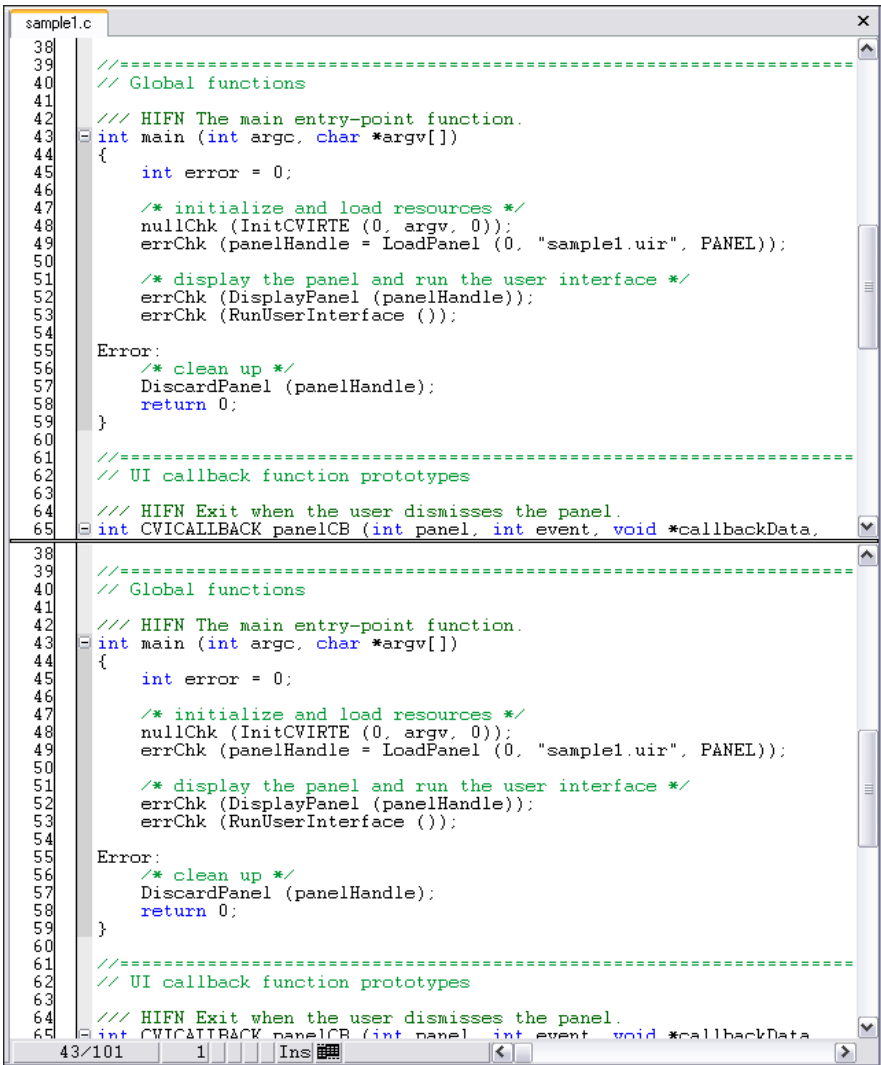 sample1.c
38
39 //====================================================================
40 // Global functions
41
42 /// HIFN The main entry-point function.
43 int main (int argc, char *argv[])
44 {
45 int error = 0;
46
47 /* initialize and load resources */
48 nullChk (InitCVIRTE (0, argv, 0));
49 errChk (panelHandle = LoadPanel (0, "sample1.uir", PANEL));
50
51 /* display the panel and run the user interface */
52 errChk (DisplayPanel (panelHandle));
53 errChk (RunUserInterface ());
54
55 Error:
56 /* clean up */
57 DiscardPanel (panelHandle);
58 return 0;
59 }
60
61 //====================================================================
62 // UI callback function prototypes
63
64 /// HIFN Exit when the user dismisses the panel.
65 int CVICALLBACK panelCB (int panel, int event, void *callbackData,
38
39 //====================================================================
40 // Global functions
41
42 /// HIFN The main entry-point function.
43 int main (int argc, char *argv[])
44 {
45 int error = 0;
46
47 /* initialize and load resources */
48 nullChk (InitCVIRTE (0, argv, 0));
49 errChk (panelHandle = LoadPanel (0, "sample1.uir", PANEL));
50
51 /* display the panel and run the user interface */
52 errChk (DisplayPanel (panelHandle));
53 errChk (RunUserInterface ());
54
55 Error:
56 /* clean up */
57 DiscardPanel (panelHandle);
58 return 0;
59 }
60
61 //====================================================================
62 // UI callback function prototypes
63
64 /// HIFN Exit when the user dismisses the panel.
65 int CVICALLBACK panelCB (int panel, int event, void *callbackData,
43/101 1 Ins